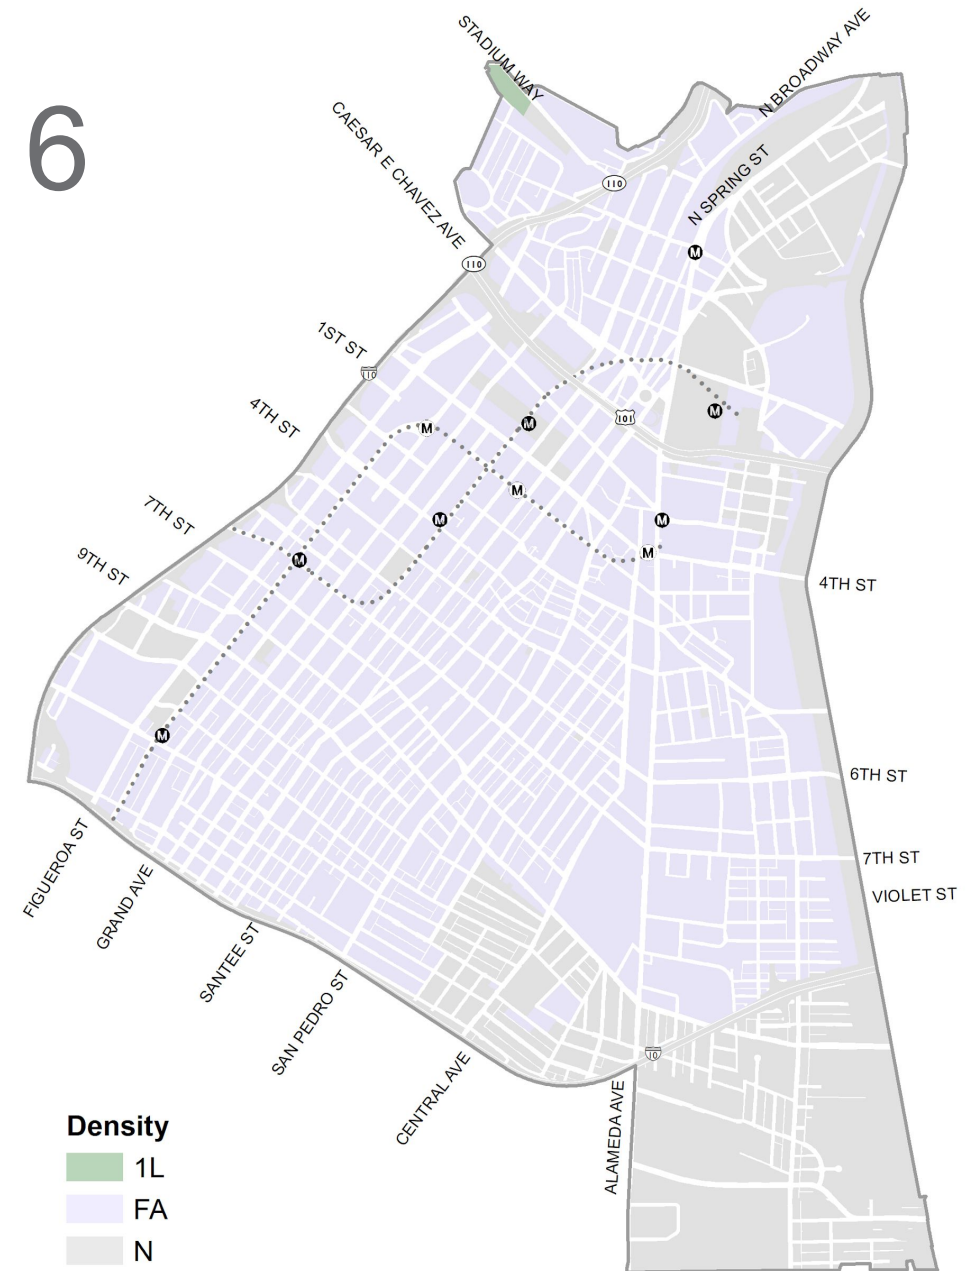 6
STADIUM WAY
N BROADWAY AVE
CAESAR E CHAVEZ AVE
110
N SPRING ST
M
110
1ST ST
110
4TH ST
M
M
M
101
M
7TH ST
M
M
M
9TH ST
M
4TH ST
M
6TH ST
7TH ST
VIOLET ST
FIGUEROA ST
GRAND AVE
SANTEE ST
SAN PEDRO ST
CENTRAL AVE
10
ALAMEDA AVE
Density
1L
FA
N